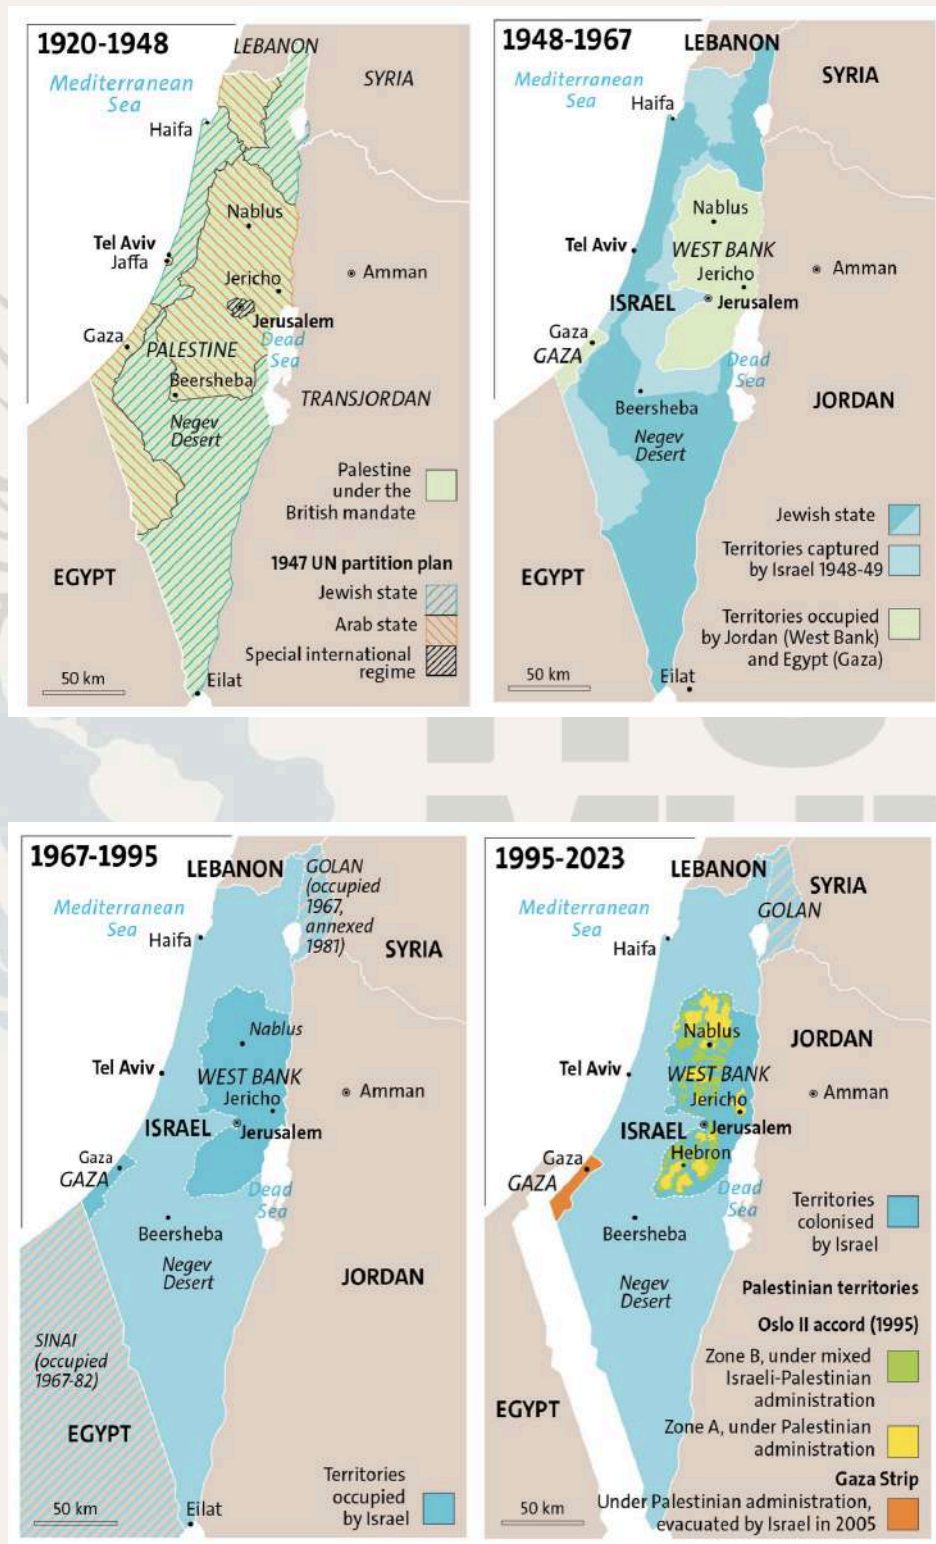 1920-1948
LEBANON
Mediterranean
Sea
SYRIA
Haifa
Nablus
Tel Aviv
Jaffa
Jericho
Amman
Jerusalem
Gaza
PALESTINE
Dead
Sea
Beersheba
TRANSJORDAN
Negev
Desert
Palestine
under the
British mandate
1947 UN partition plan
EGYPT
Jewish state
Arab state
Special international
regime
50 km
Eilat
1948-1967
LEBANON
Mediterranean
Sea
SYRIA
Haifa
Nablus
Tel Aviv
WEST BANK
Jericho
Amman
ISRAEL
Jerusalem
Gaza
GAZA
Dead
Sea
Beersheba
JORDAN
Negev
Desert
Jewish state
Territories captured
by Israel 1948-49
EGYPT
Territories occupied
by Jordan (West Bank)
and Egypt (Gaza)
50 km
Eilat
1967-1995
LEBANON
GOLAN
(occupied
1967,
annexed
1981)
Mediterranean
Sea
Haifa
SYRIA
Nablus
Tel Aviv
WEST BANK
Jericho
Amman
ISRAEL
Jerusalem
Gaza
GAZA
Dead
Sea
Beersheba
Negev
Desert
JORDAN
SINAI
(occupied
1967-82)
EGYPT
Territories
occupied
by Israel
50 km
Eilat
1995-2023
LEBANON
SYRIA
Mediterranean
Sea
GOLAN
Haifa
Nablus
JORDAN
Tel Aviv
WEST BANK
Jericho
Amman
ISRAEL
Jerusalem
Hebron
Gaza
GAZA
Dead
Sea
Beersheba
Territories
colonised
by Israel
Negev
Desert
Palestinian territories
Oslo II accord (1995)
Zone B, under mixed
Israeli-Palestinian
administration
EGYPT
Zone A, under Palestinian
administration
Gaza Strip
50 km
Under Palestinian administration,
evacuated by Israel in 2005